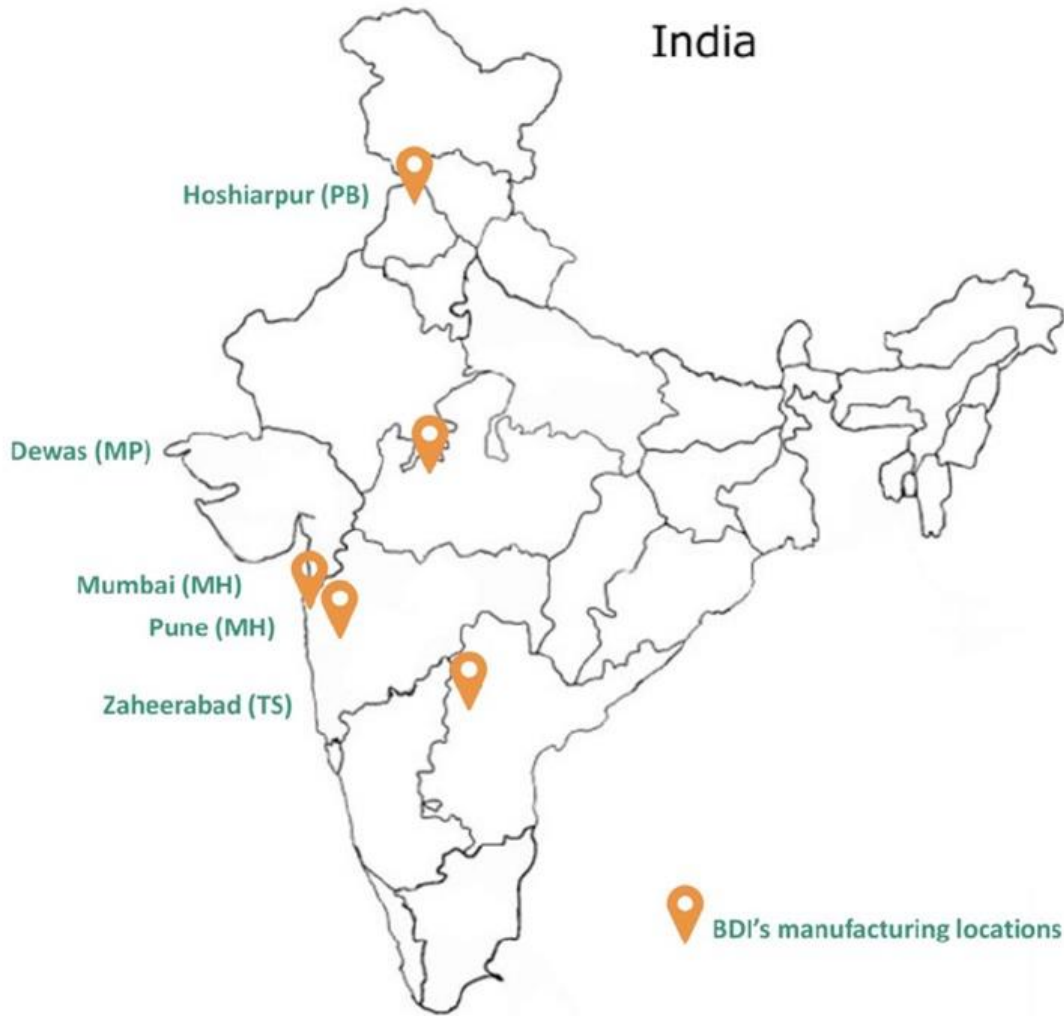 India
Hoshiarpur (PB)
Dewas (MP)
Mumbai (MH)
Pune (MH)
Zaheerabad (TS)
BDI's manufacturing locations